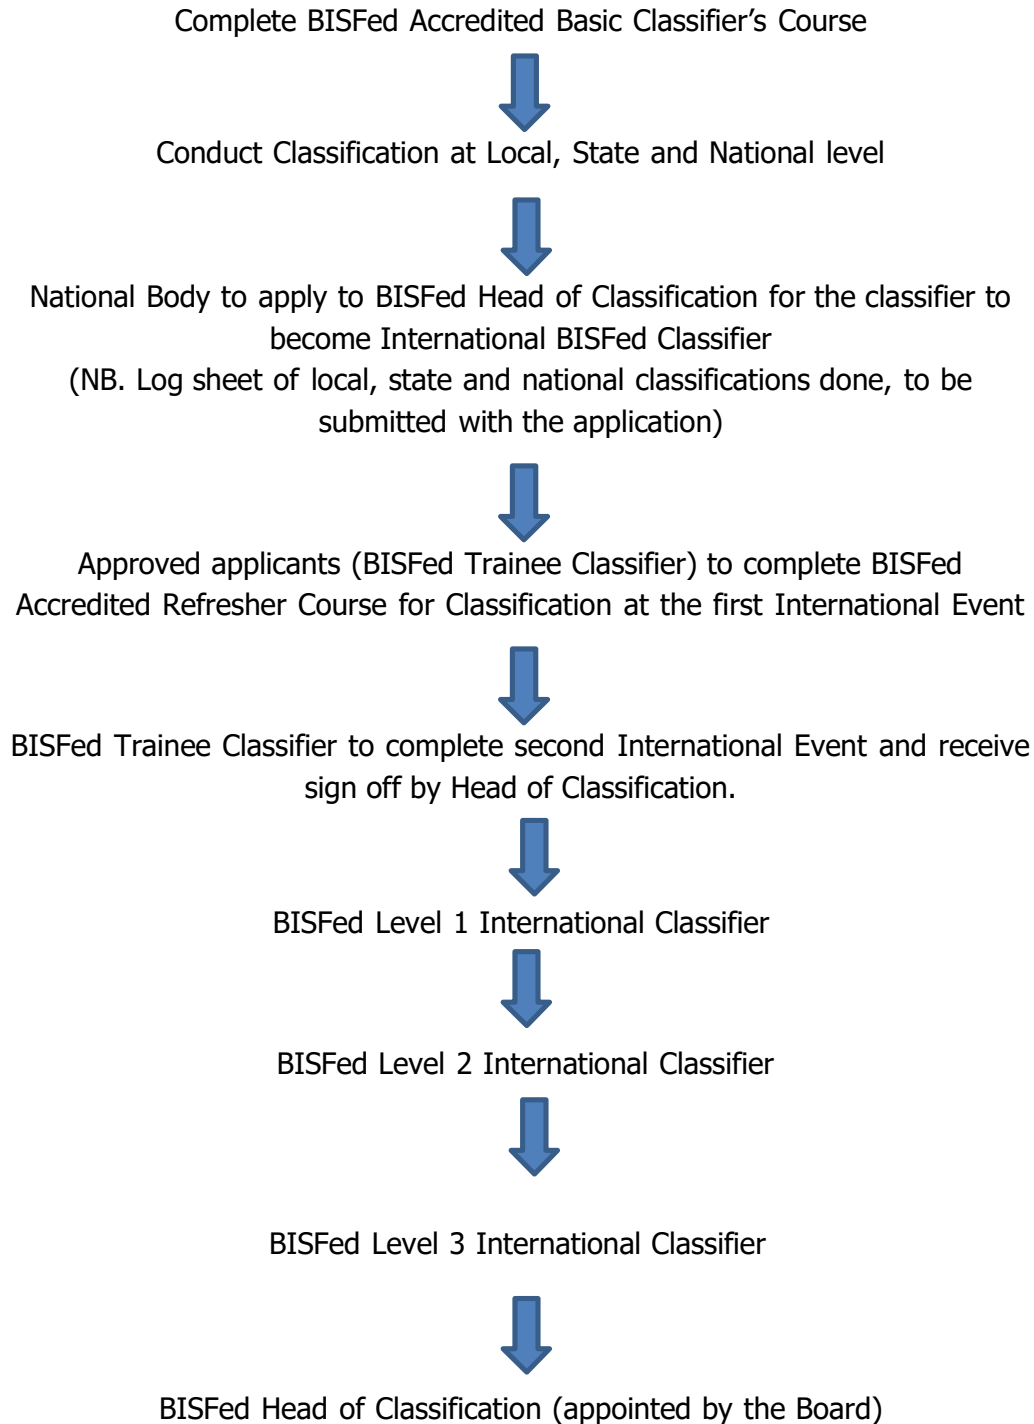 Complete BISFed Accredited Basic Classifier’s Course
Conduct Classification at Local, State and National level
National Body to apply to BISFed Head of Classification for the classifier to
become International BISFed Classifier
(NB. Log sheet of local, state and national classifications done, to be
submitted with the application)
Approved applicants (BISFed Trainee Classifier) to complete BISFed
Accredited Refresher Course for Classification at the first International Event
BISFed Trainee Classifier to complete second International Event and receive
sign off by Head of Classification.
BISFed Level 1 International Classifier
BISFed Level 2 International Classifier
BISFed Level 3 International Classifier
BISFed Head of Classification (appointed by the Board)